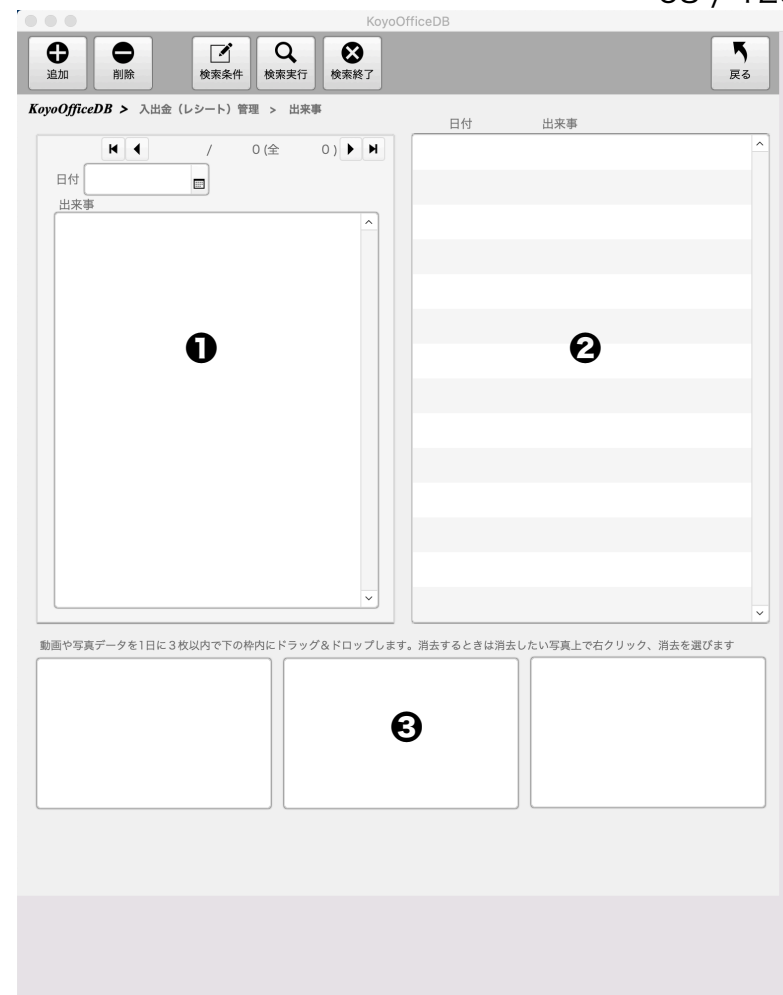 KoyoOfficeDB
追加 削除 検索条件 検索実行 検索終了 戻る
KoyoOfficeDB > 入出金（レシート）管理 > 出来事
日付 出来事
/ 0 (全 0 )
日付
出来事
❶
❷
動画や写真データを1日に３枚以内で下の枠内にドラッグ＆ドロップします。消去するときは消去したい写真上で右クリック、消去を選びます
❸